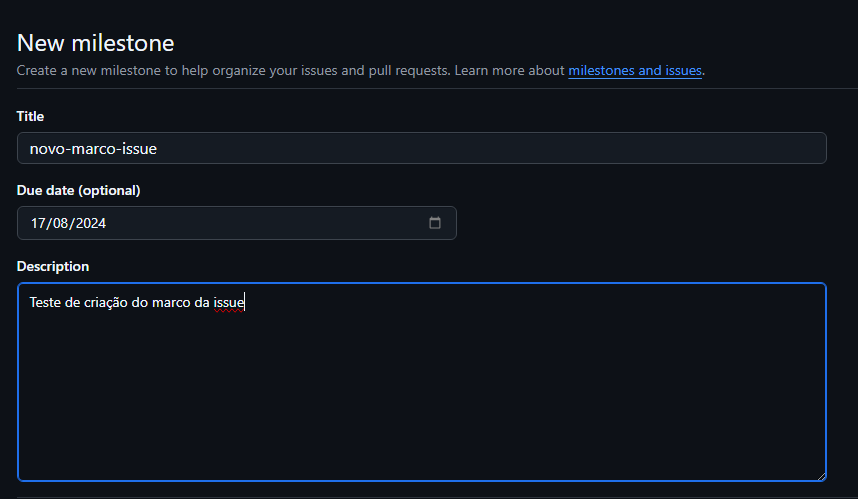 New milestone
Create a new milestone to help organize your issues and pull requests. Learn more about milestones and issues.
Title
novo-marco-issue
Due date (optional)
17/08/2024
Description
Teste de criação do marco da issue